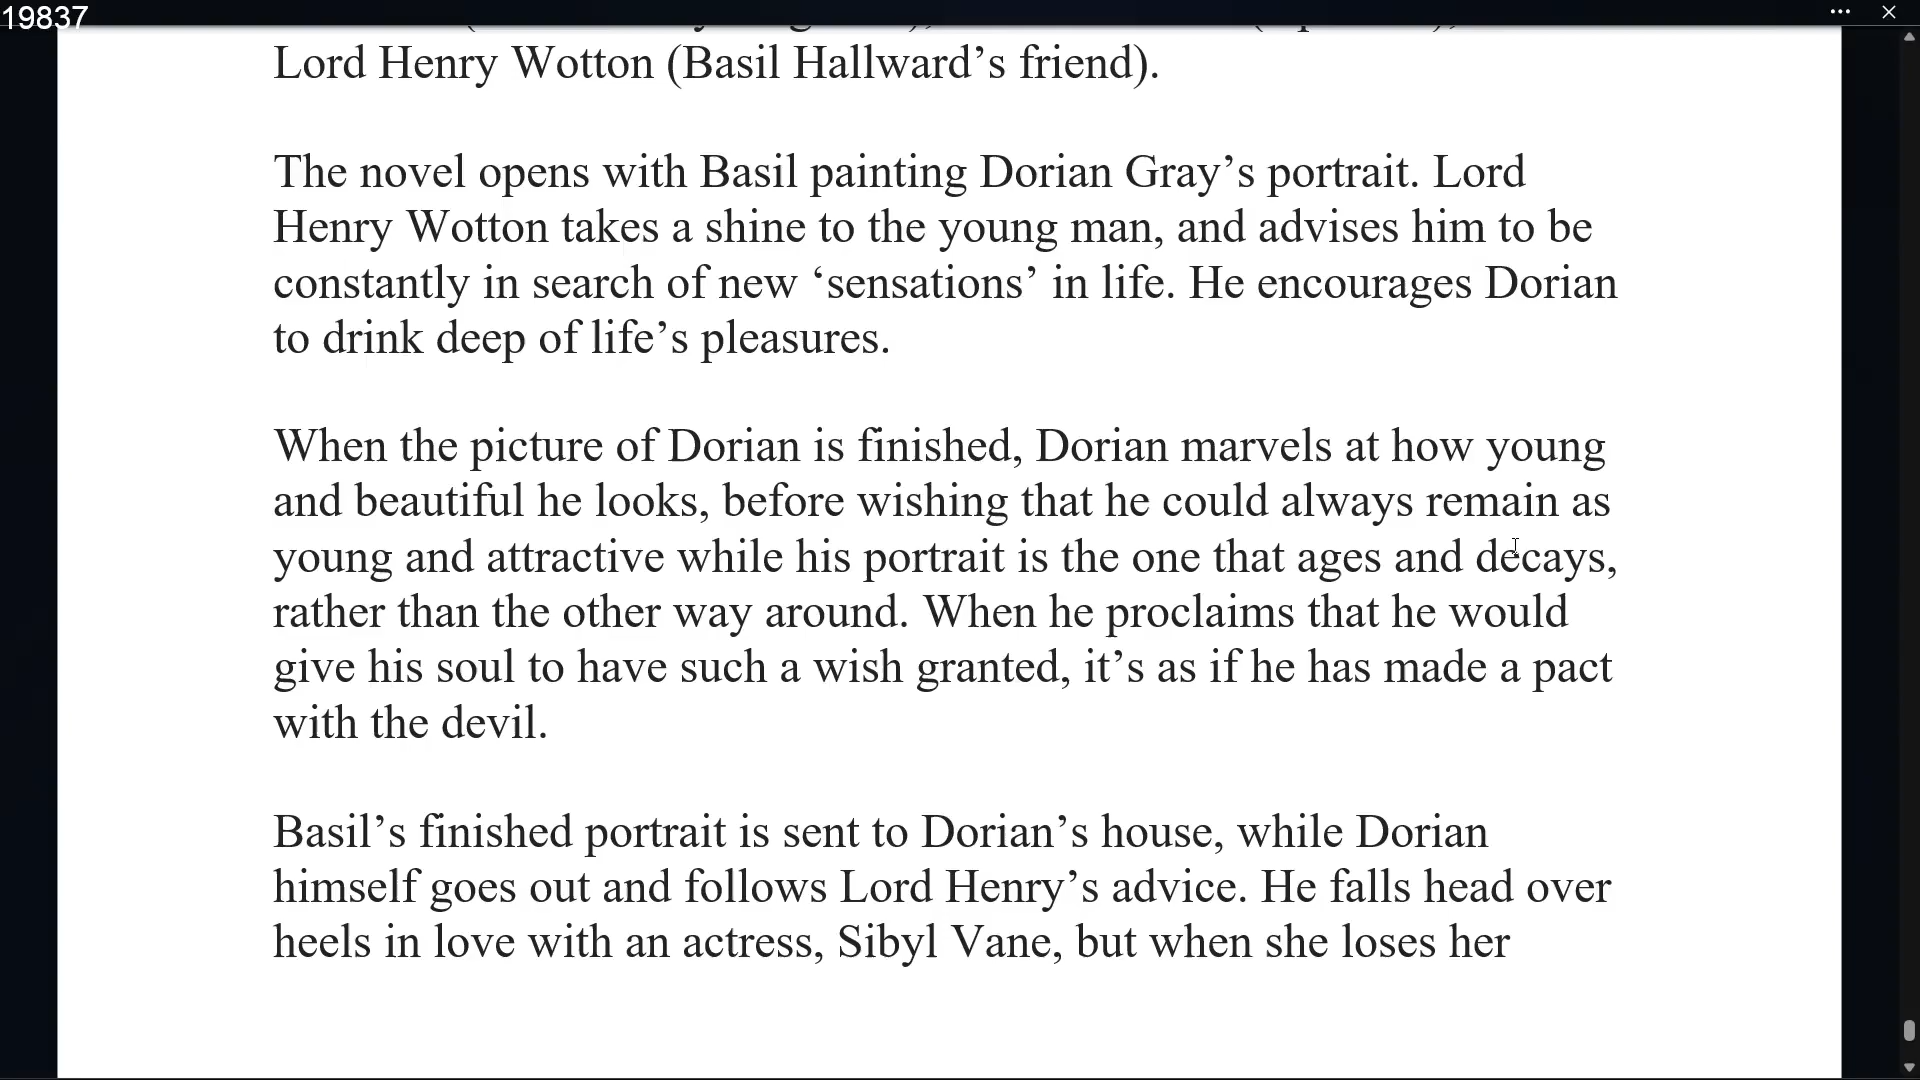 19837
Lord Henry Wotton (Basil Hallward’s friend).
The novel opens with Basil painting Dorian Gray’s portrait. Lord
Henry Wotton takes a shine to the young man, and advises him to be
constantly in search of new ‘sensations’ in life. He encourages Dorian
to drink deep of life’s pleasures.
When the picture of Dorian is finished, Dorian marvels at how young
and beautiful he looks, before wishing that he could always remain as
young and attractive while his portrait is the one that ages and decays,
rather than the other way around. When he proclaims that he would
give his soul to have such a wish granted, it’s as if he has made a pact
with the devil.
Basil’s finished portrait is sent to Dorian’s house, while Dorian
himself goes out and follows Lord Henry’s advice. He falls head over
heels in love with an actress, Sibyl Vane, but when she loses her